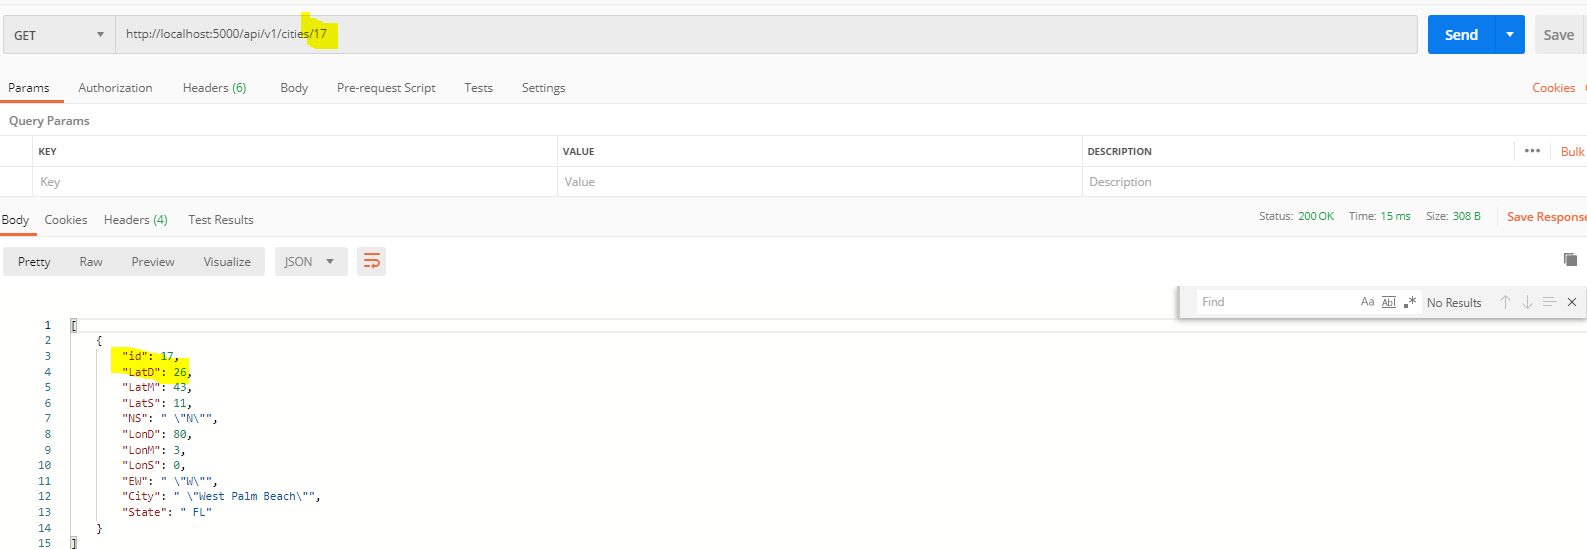 GET http://localhost:5000/api/v1/cities/17 Send Save
Params Authorization Headers (6) Body Pre-request Script Tests Settings Cookies
Query Params
KEY VALUE DESCRIPTION ••• Bulk
Key Value Description
Body Cookies Headers (4) Test Results Status: 200 OK Time: 15 ms Size: 308 B Save Response
Pretty Raw Preview Visualize JSON
Find Aa Abl .* No Results
1 [
2 {
3 "id": 17,
4 "LatD": 26,
5 "LatM": 43,
6 "LatS": 11,
7 "NS": " \"N\"",
8 "LonD": 80,
9 "LonM": 3,
10 "LonS": 0,
11 "EW": " \"W\"",
12 "City": " \"West Palm Beach\"",
13 "State": " FL"
14 }
15 ]